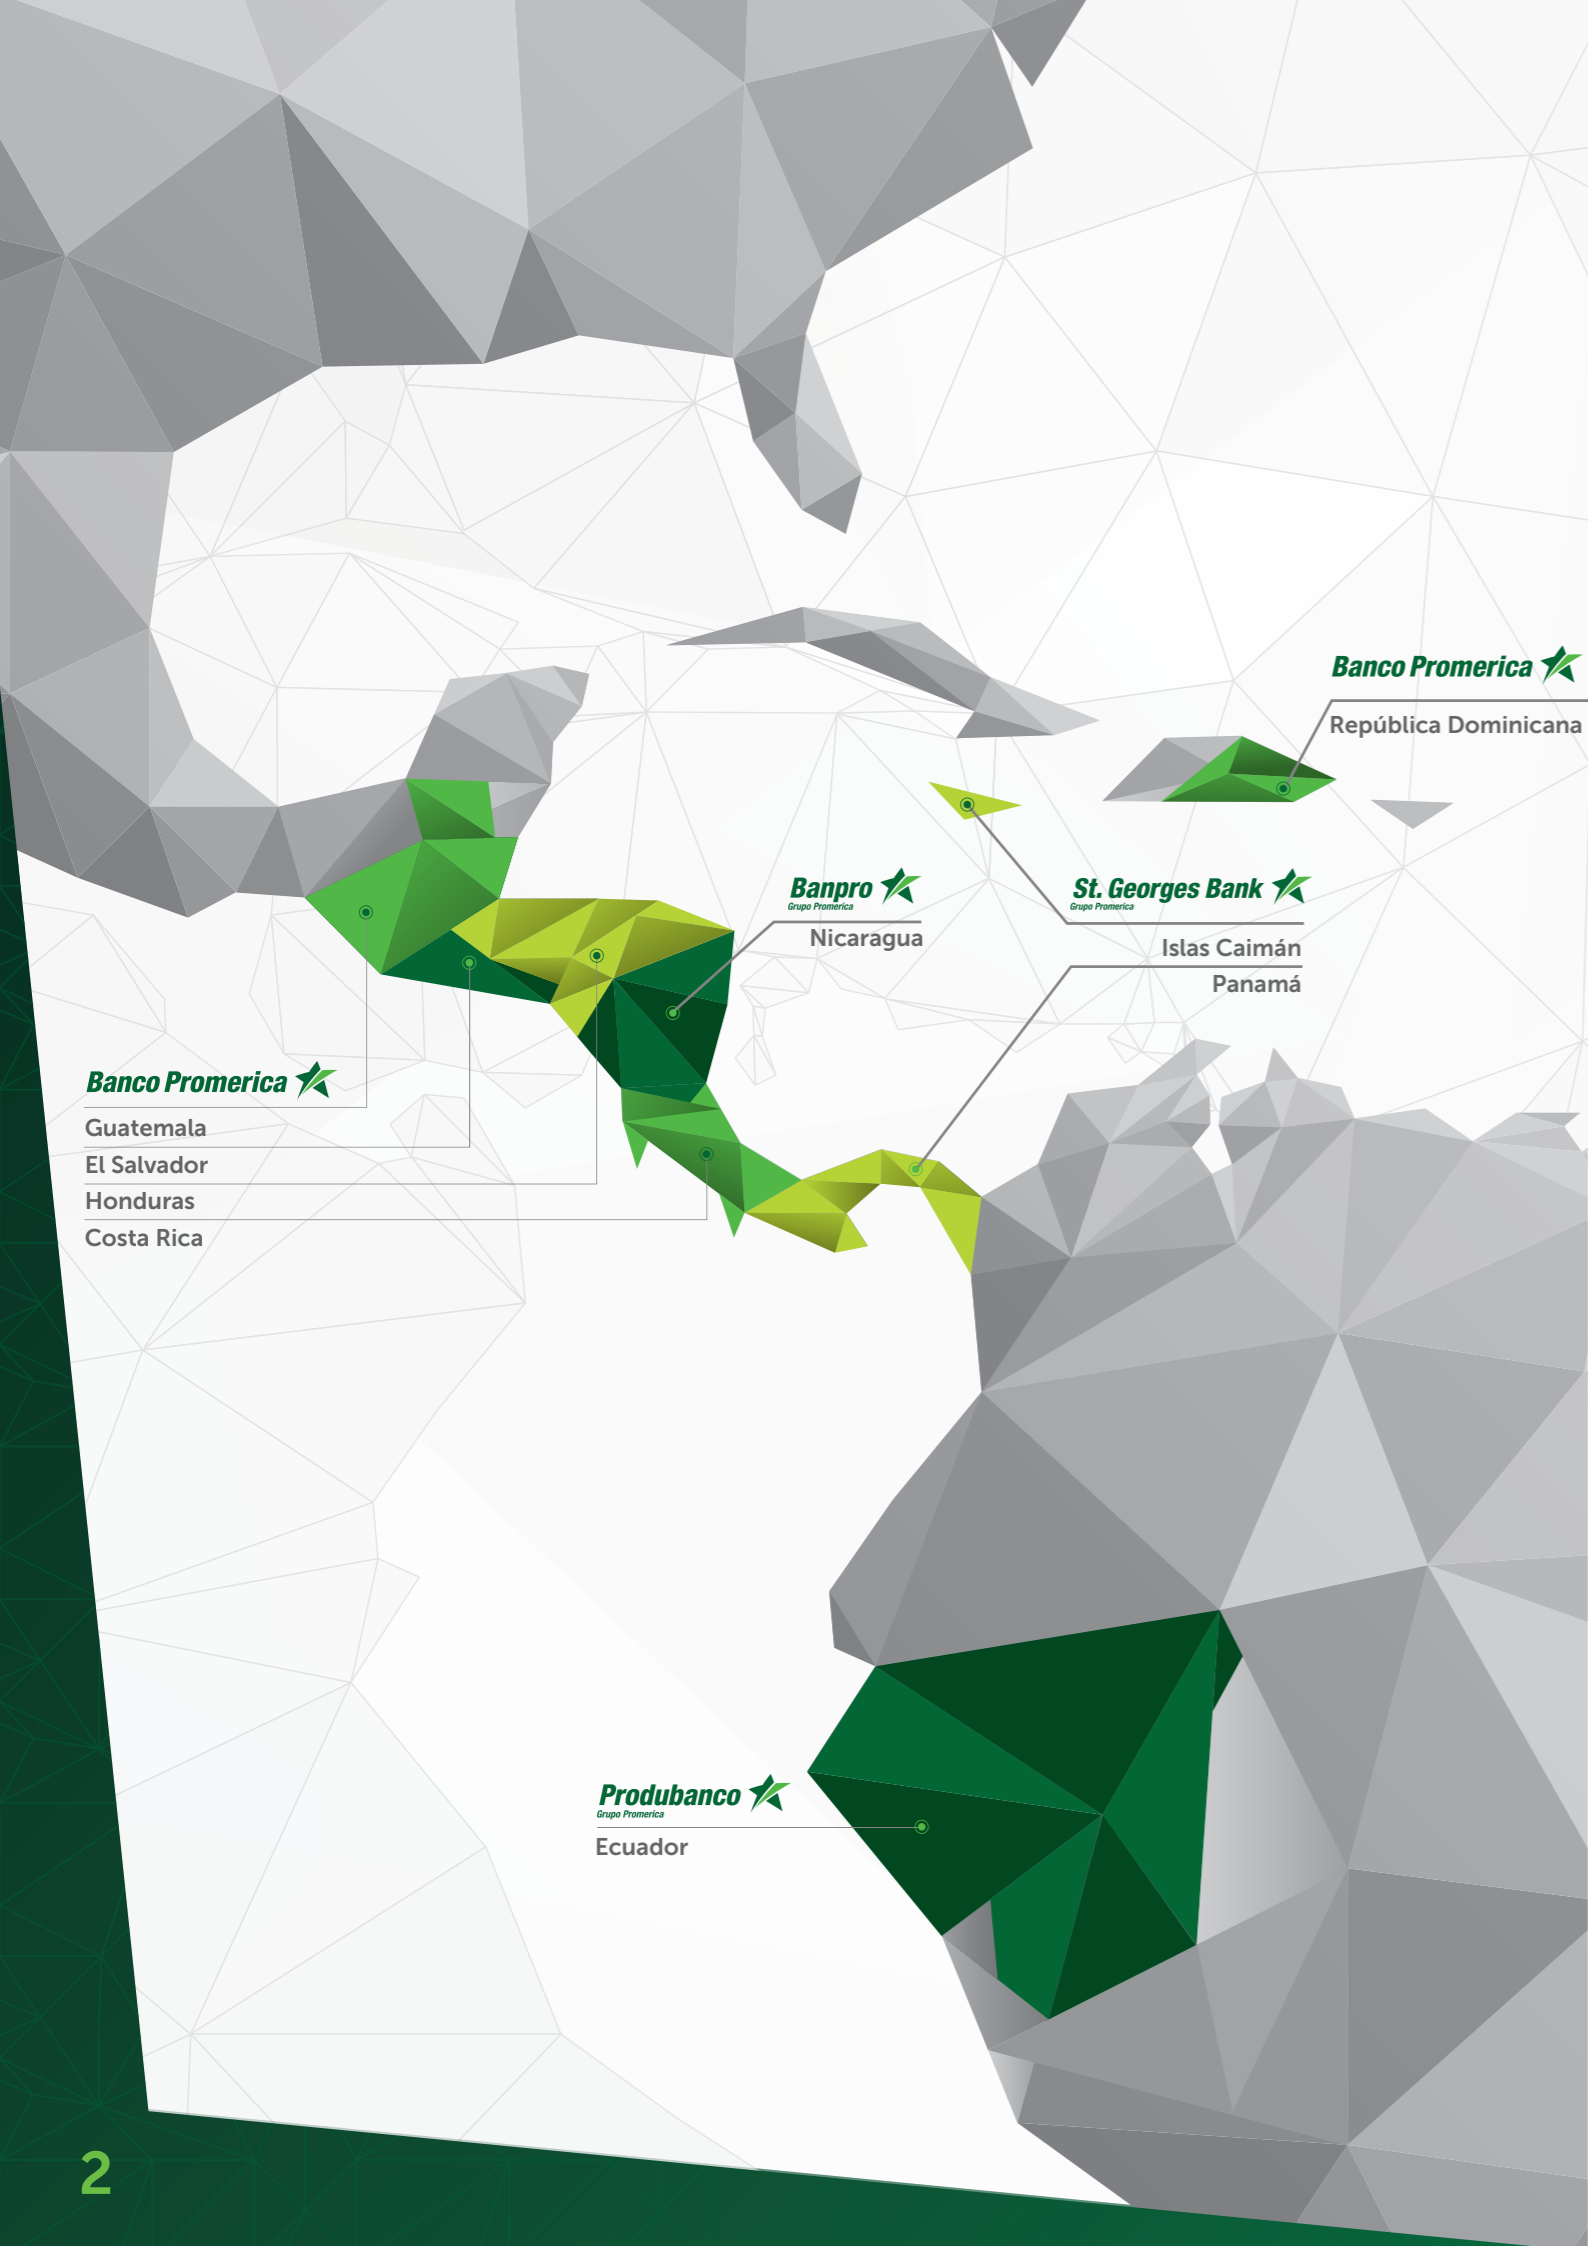 Banco Promerica
República Dominicana
Banpro
Grupo Promerica
Nicaragua
St. Georges Bank
Grupo Promerica
Islas Caimán
Panamá
Banco Promerica
Guatemala
El Salvador
Honduras
Costa Rica
Produbanco
Grupo Promerica
Ecuador
2